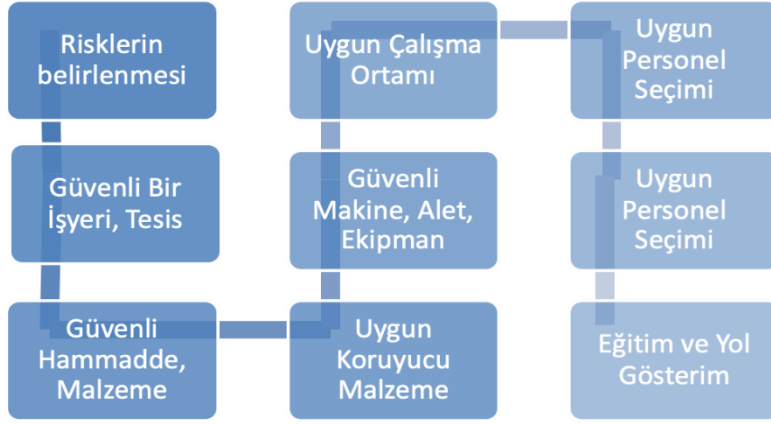 Risklerin
belirlenmesi
Güvenli Bir
İşyeri, Tesis
Güvenli
Hammadde,
Malzeme
Uygun
Koruyucu
Malzeme
Güvenli
Makine, Alet,
Ekipman
Uygun Çalışma
Ortamı
Uygun
Personel
Seçimi
Uygun
Personel
Seçimi
Eğitim ve Yol
Gösterim